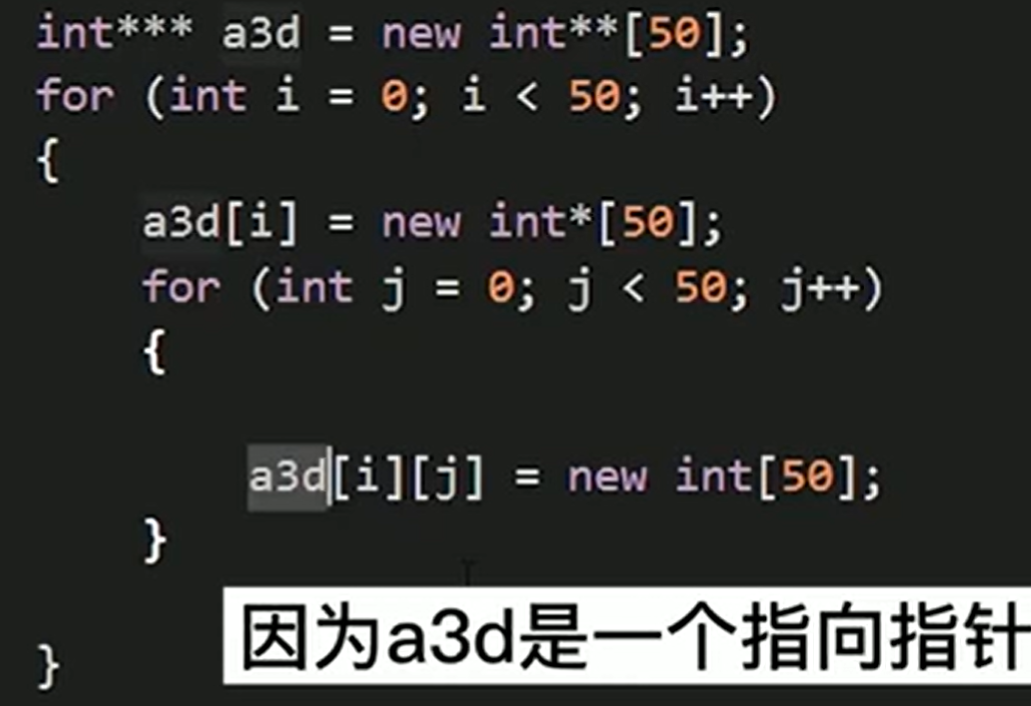 int*** a3d = new int**[50];
for (int i = 0; i < 50; i++)
{
a3d[i] = new int*[50];
for (int j = 0; j < 50; j++)
{
a3d[i][j] = new int[50];
}
因为a3d是一个指向指针
}